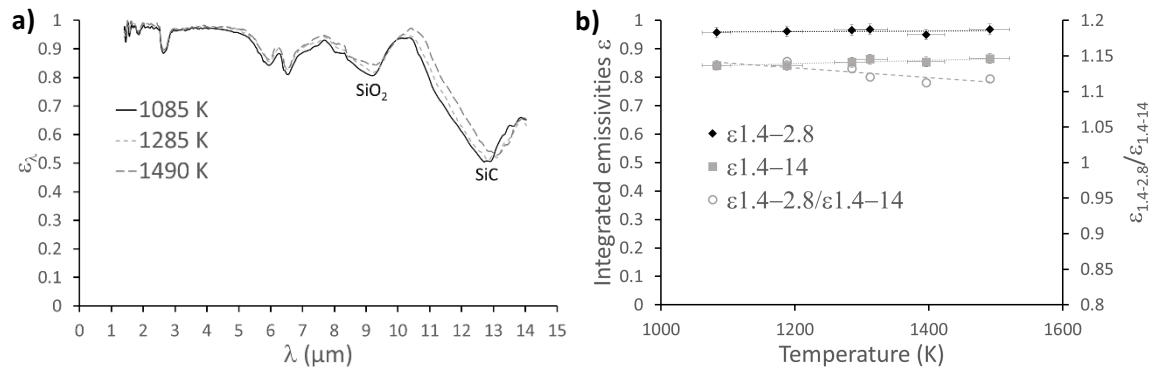 a)
1
0.9
0.8
0.7
0.6
0.5
0.4
0.3
0.2
0.1
0
ελ
SiO2
SiC
1085 K
1285 K
1490 K
0 1 2 3 4 5 6 7 8 9 10 11 12 13 14 15
λ (μm)
b)
1
0.9
0.8
0.7
0.6
0.5
0.4
0.3
0.2
0.1
0
Integrated emissivities ε
ε1.4–2.8
ε1.4–14
ε1.4–2.8/ε1.4–14
1.2
1.15
1.1
1.05
1
0.95
0.9
0.85
0.8
ε1.4-2.8/ε1.4-14
1000 1200 1400 1600
Temperature (K)